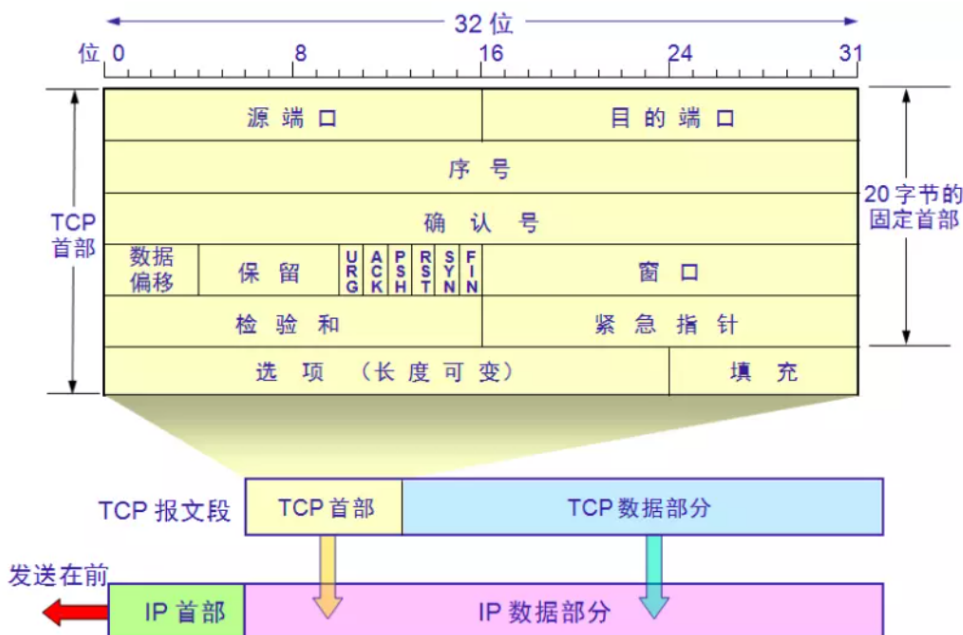 32 位
位 0 8 16 24 31
源 端 口 目 的 端 口
序 号
确 认 号
TCP
首部
20 字节的
固定首部
数据
偏移
保 留
URG
ACK
PSH
RST
SYN
FIN
窗 口
检 验 和 紧 急 指 针
选 项 (长 度 可 变) 填 充
TCP 报文段 TCP 首部 TCP 数据部分
发送在前
IP 首部 IP 数据部分